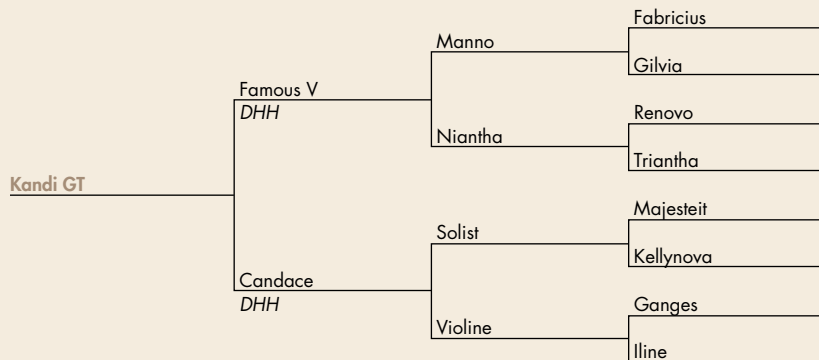 Fabricius
Manno
Gilvia
Famous V
DHH
Renovo
Niantha
Triantha
Kandi GT
Majesteit
Solist
Kellynova
Candace
DHH
Ganges
Violine
Iline